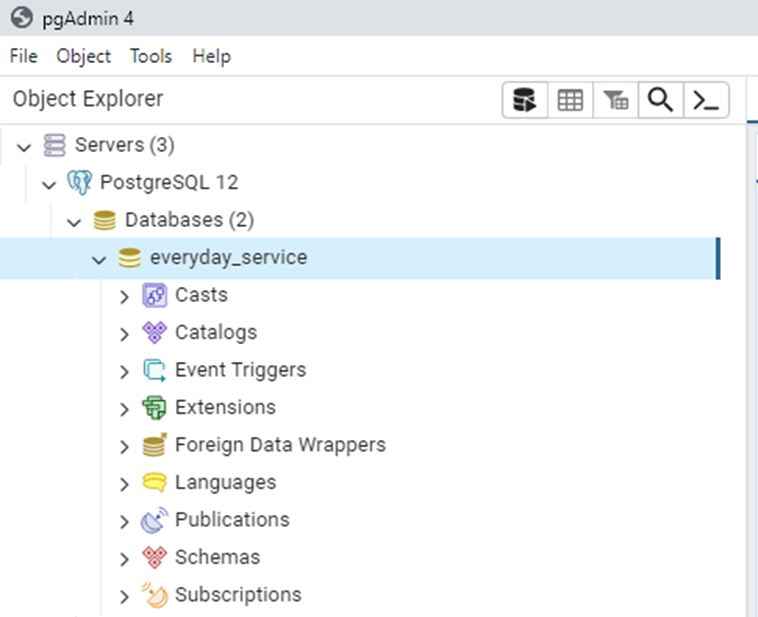 pgAdmin 4
File Object Tools Help
Object Explorer
Servers (3)
PostgreSQL 12
Databases (2)
everyday_service
Casts
Catalogs
Event Triggers
Extensions
Foreign Data Wrappers
Languages
Publications
Schemas
Subscriptions